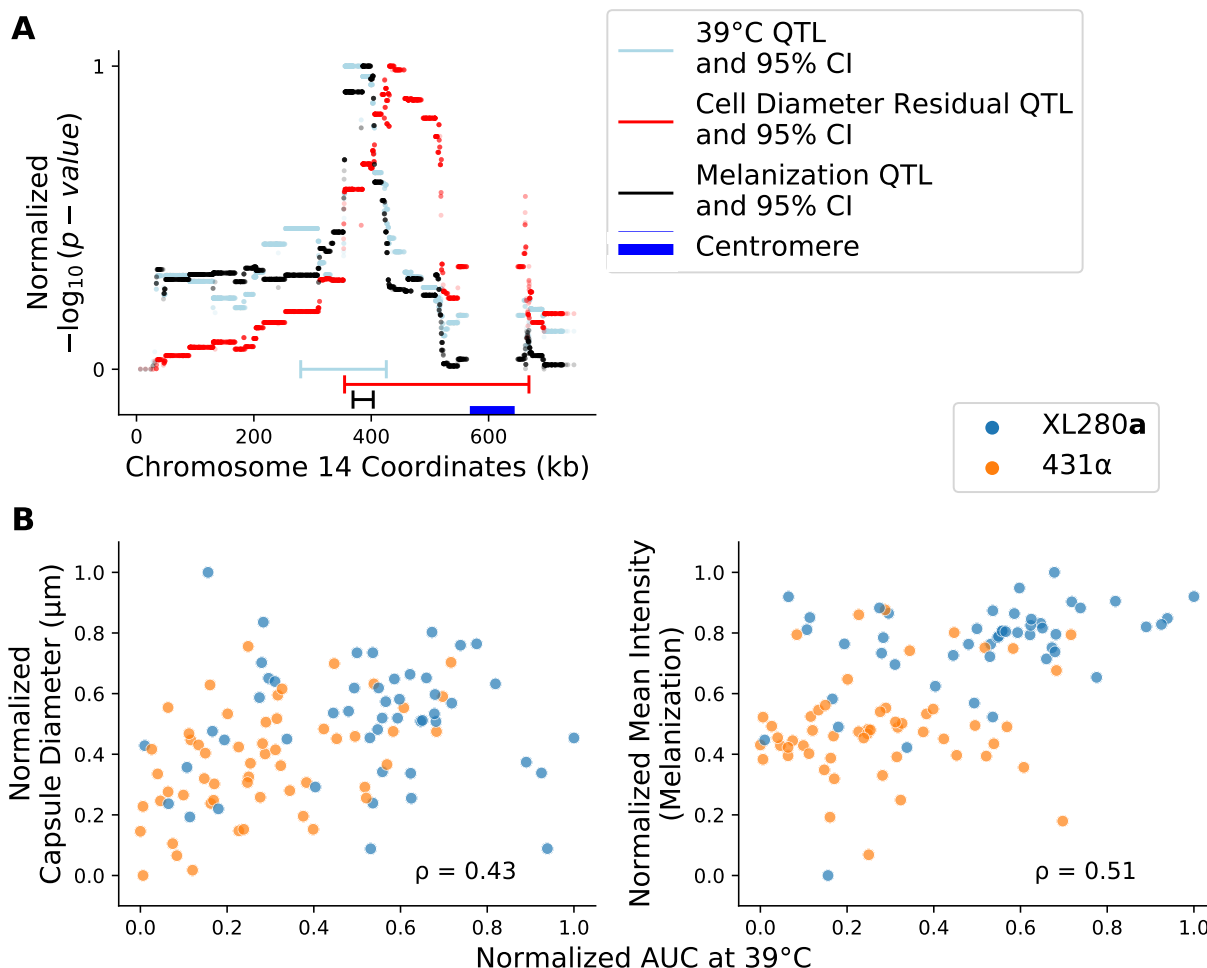 A
Normalized
−log10(p − value)
1
0
0 200 400 600
Chromosome 14 Coordinates (kb)
39°C QTL
and 95% CI
Cell Diameter Residual QTL
and 95% CI
Melanization QTL
and 95% CI
Centromere
XL280a
431α
B
Normalized
Capsule Diameter (μm)
1.0
0.8
0.6
0.4
0.2
0.0
ρ = 0.43
0.0 0.2 0.4 0.6 0.8 1.0
Normalized Mean Intensity
(Melanization)
1.0
0.8
0.6
0.4
0.2
0.0
ρ = 0.51
0.0 0.2 0.4 0.6 0.8 1.0
Normalized AUC at 39°C